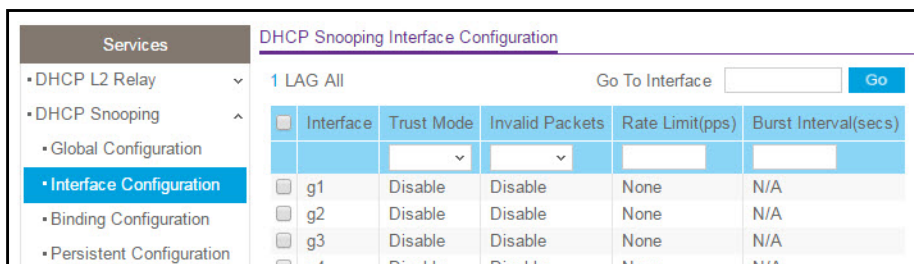 Services
DHCP L2 Relay
DHCP Snooping
Global Configuration
Interface Configuration
Binding Configuration
Persistent Configuration
DHCP Snooping Interface Configuration
1 LAG All
Go To Interface Go
Interface Trust Mode Invalid Packets Rate Limit(pps) Burst Interval(secs)
g1 Disable Disable None N/A
g2 Disable Disable None N/A
g3 Disable Disable None N/A